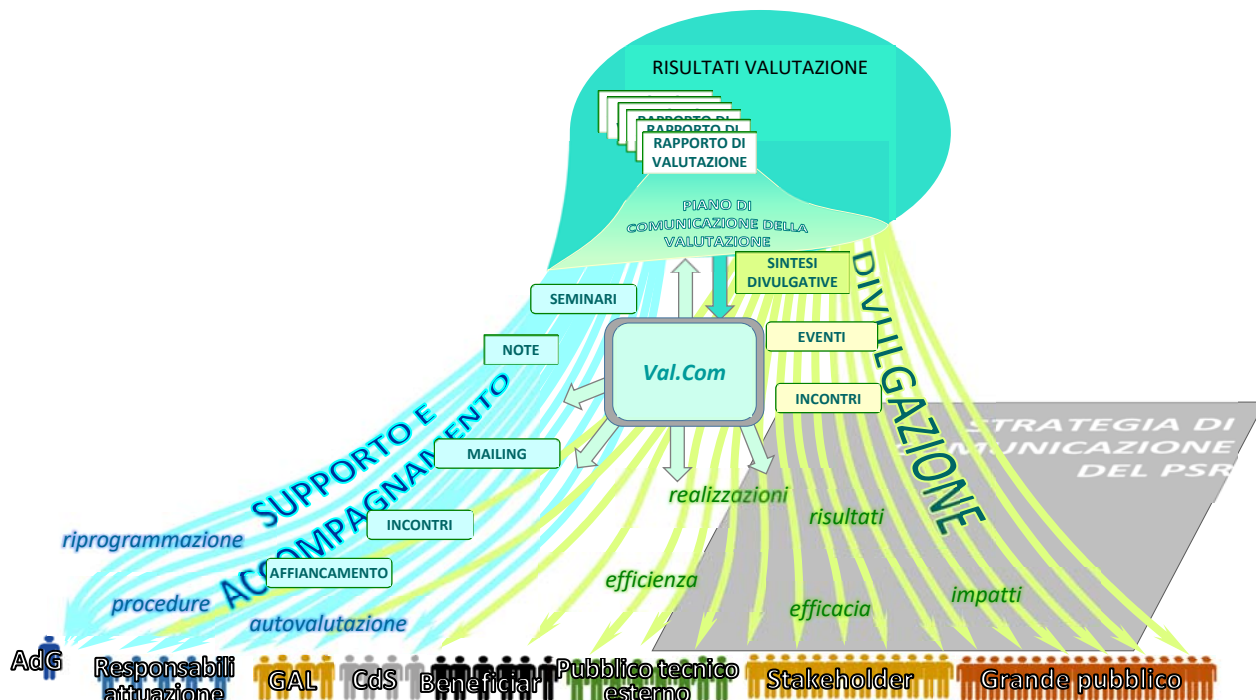 RISULTATI VALUTAZIONE
RAPPORTO DI
RAPPORTO DI
RAPPORTO DI
VALUTAZIONE
PIANO DI
COMUNICAZIONE DELLA
VALUTAZIONE
SINTESI
DIVULGATIVE
SEMINARI
NOTE
EVENTI
Val.Com
INCONTRI
DIVULGAZIONE
STRATEGIA DI
COMUNICAZIONE
DEL PSR
SUPPORTO E
ACCOMPAGNAMENTO
MAILING
INCONTRI
AFFIANCAMENTO
realizzazioni
risultati
riprogrammazione
efficienza
procedure
efficacia
impatti
autovalutazione
AdG
Responsabili
attuazione
GAL
CdS
Beneficiar
Pubblico tecnico
esterno
Stakeholder
Grande pubblico